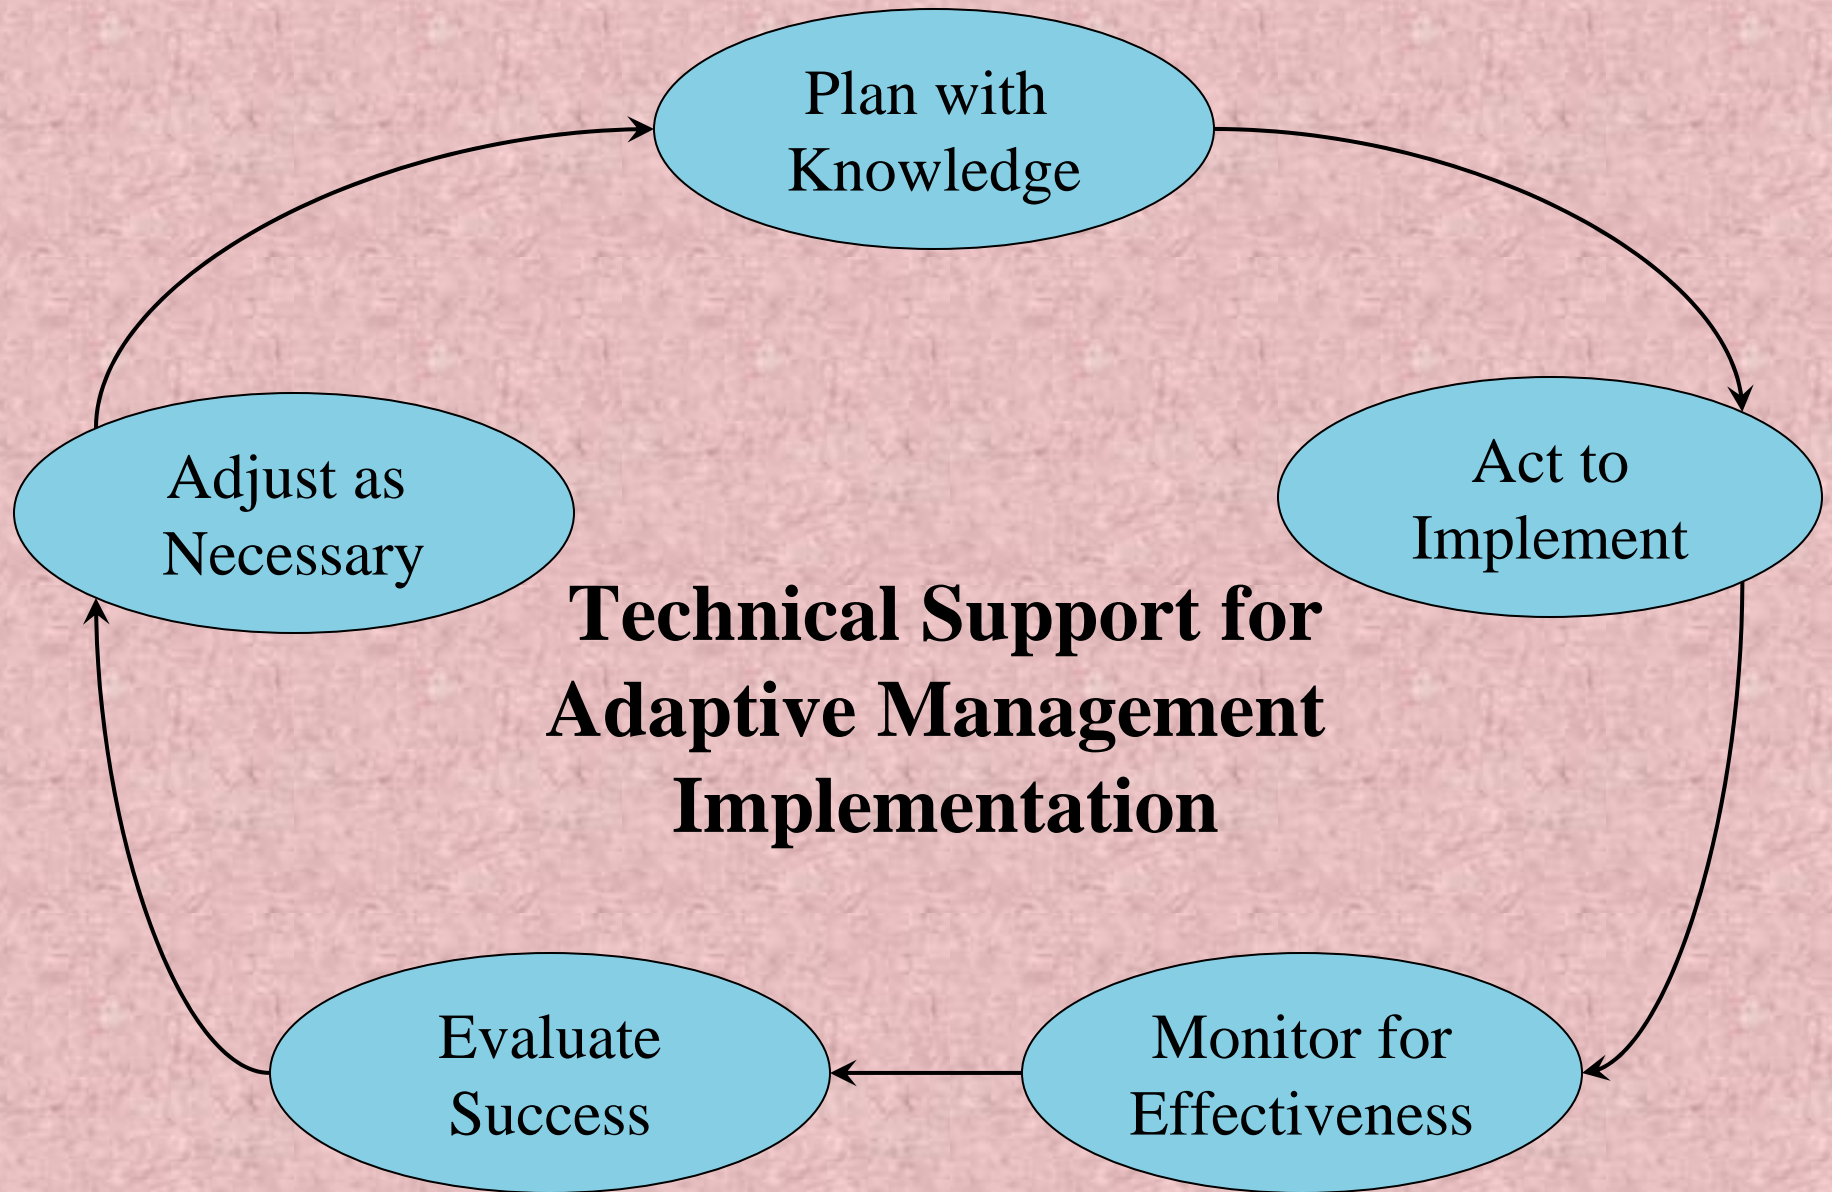 Plan with
Knowledge
Act to
Implement
Adjust as
Necessary
Technical Support for
Adaptive Management
Implementation
Monitor for
Effectiveness
Evaluate
Success